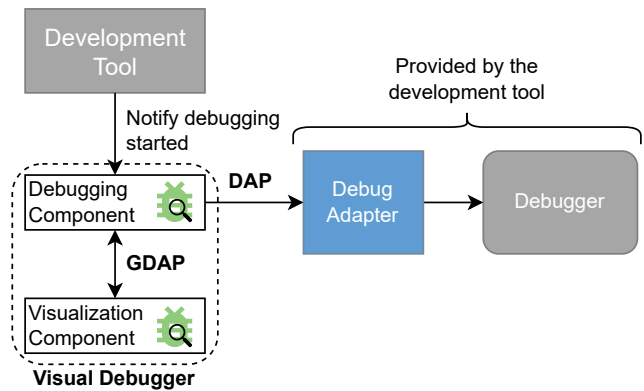 Development
Tool
Provided by the
development tool
Notify debugging
started
Debugging
Component
DAP
Debug
Adapter
Debugger
GDAP
Visualization
Component
Visual Debugger